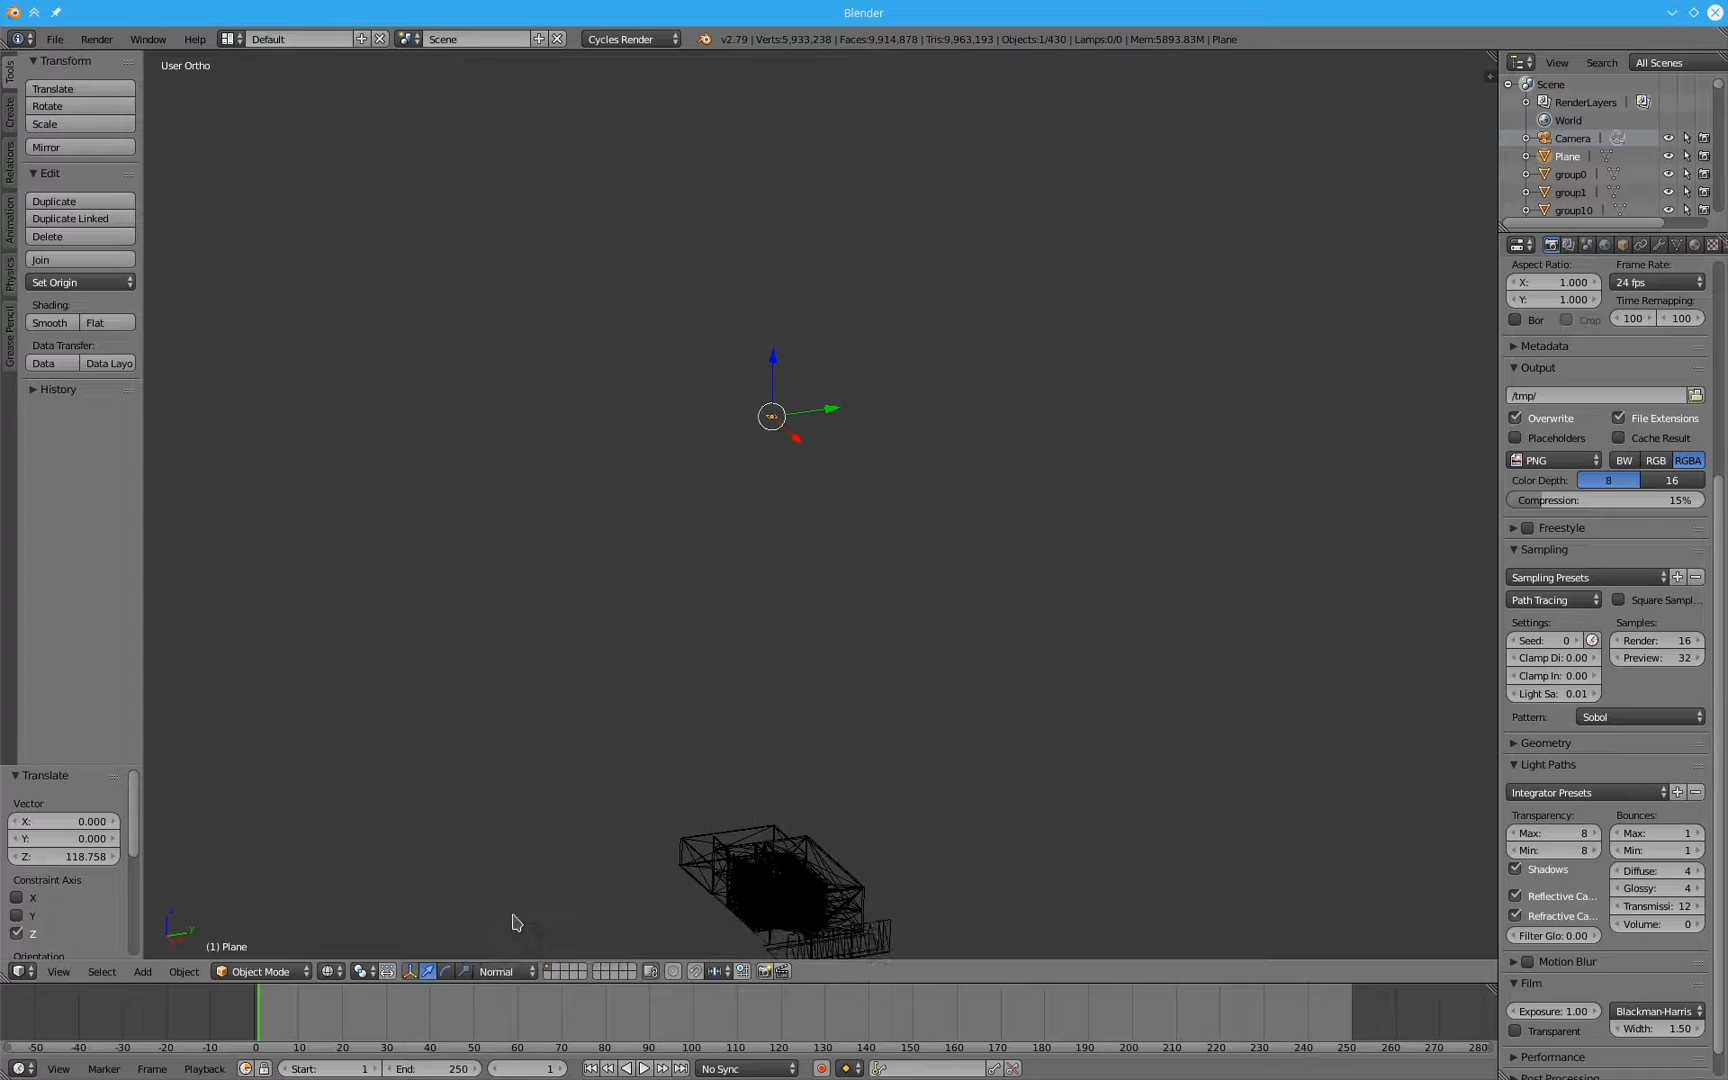 Blender
File Render Window Help Default Scene Cycles Render v2.79 | Verts:5,933,238 | Faces:9,914,878 | Tris:9,963,193 | Objects:1/430 | Lamps:0/0 | Mem:5893.83M | Plane
Tools
Create
Relations
Animation
Physics
Grease Pencil
Transform
Translate
Rotate
Scale
Mirror
Edit
Duplicate
Duplicate Linked
Delete
Join
Set Origin
Shading:
Smooth Flat
Data Transfer:
Data Data Layo
History
Translate
Vector
X: 0.000
Y: 0.000
Z: 118.758
Constraint Axis
X
Y
Z
Orientation
User Ortho
(1) Plane
View Select Add Object Object Mode Normal
-50 -40 -30 -20 -10 0 10 20 30 40 50 60 70 80 90 100 110 120 130 140 150 160 170 180 190 200 210 220 230 240 250 260 270 280
View Marker Frame Playback Start: 1 End: 250 1 No Sync
View Search All Scenes
Scene
RenderLayers
World
Camera
Plane
group0
group1
group10
Aspect Ratio: Frame Rate:
X: 1.000 24 fps
Y: 1.000 Time Remapping:
Bor Crop 100 100
Metadata
Output
/tmp/
Overwrite File Extensions
Placeholders Cache Result
PNG BW RGB RGBA
Color Depth: 8 16
Compression: 15%
Freestyle
Sampling
Sampling Presets
Path Tracing Square Sampl...
Settings: Samples:
Seed: 0 Render: 16
Clamp Di: 0.00 Preview: 32
Clamp In: 0.00
Light Sa: 0.01
Pattern: Sobol
Geometry
Light Paths
Integrator Presets
Transparency: Bounces:
Max: 8 Max: 1
Min: 8 Min: 1
Shadows Diffuse: 4
Glossy: 4
Reflective Ca... Transmissi: 12
Refractive Ca... Volume: 0
Filter Glo: 0.00
Motion Blur
Film
Exposure: 1.00 Blackman-Harris
Transparent Width: 1.50
Performance
Post Processing